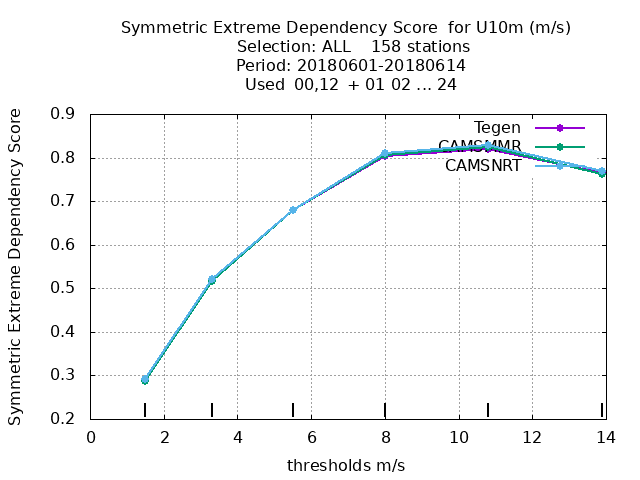 Symmetric Extreme Dependency Score for U10m (m/s)
Selection: ALL 158 stations
Period: 20180601-20180614
Used 00,12 + 01 02 ... 24
Symmetric Extreme Dependency Score
0.9
0.8
0.7
0.6
0.5
0.4
0.3
0.2
Tegen
CAMSMMR
CAMSNRT
0 2 4 6 8 10 12 14
thresholds m/s